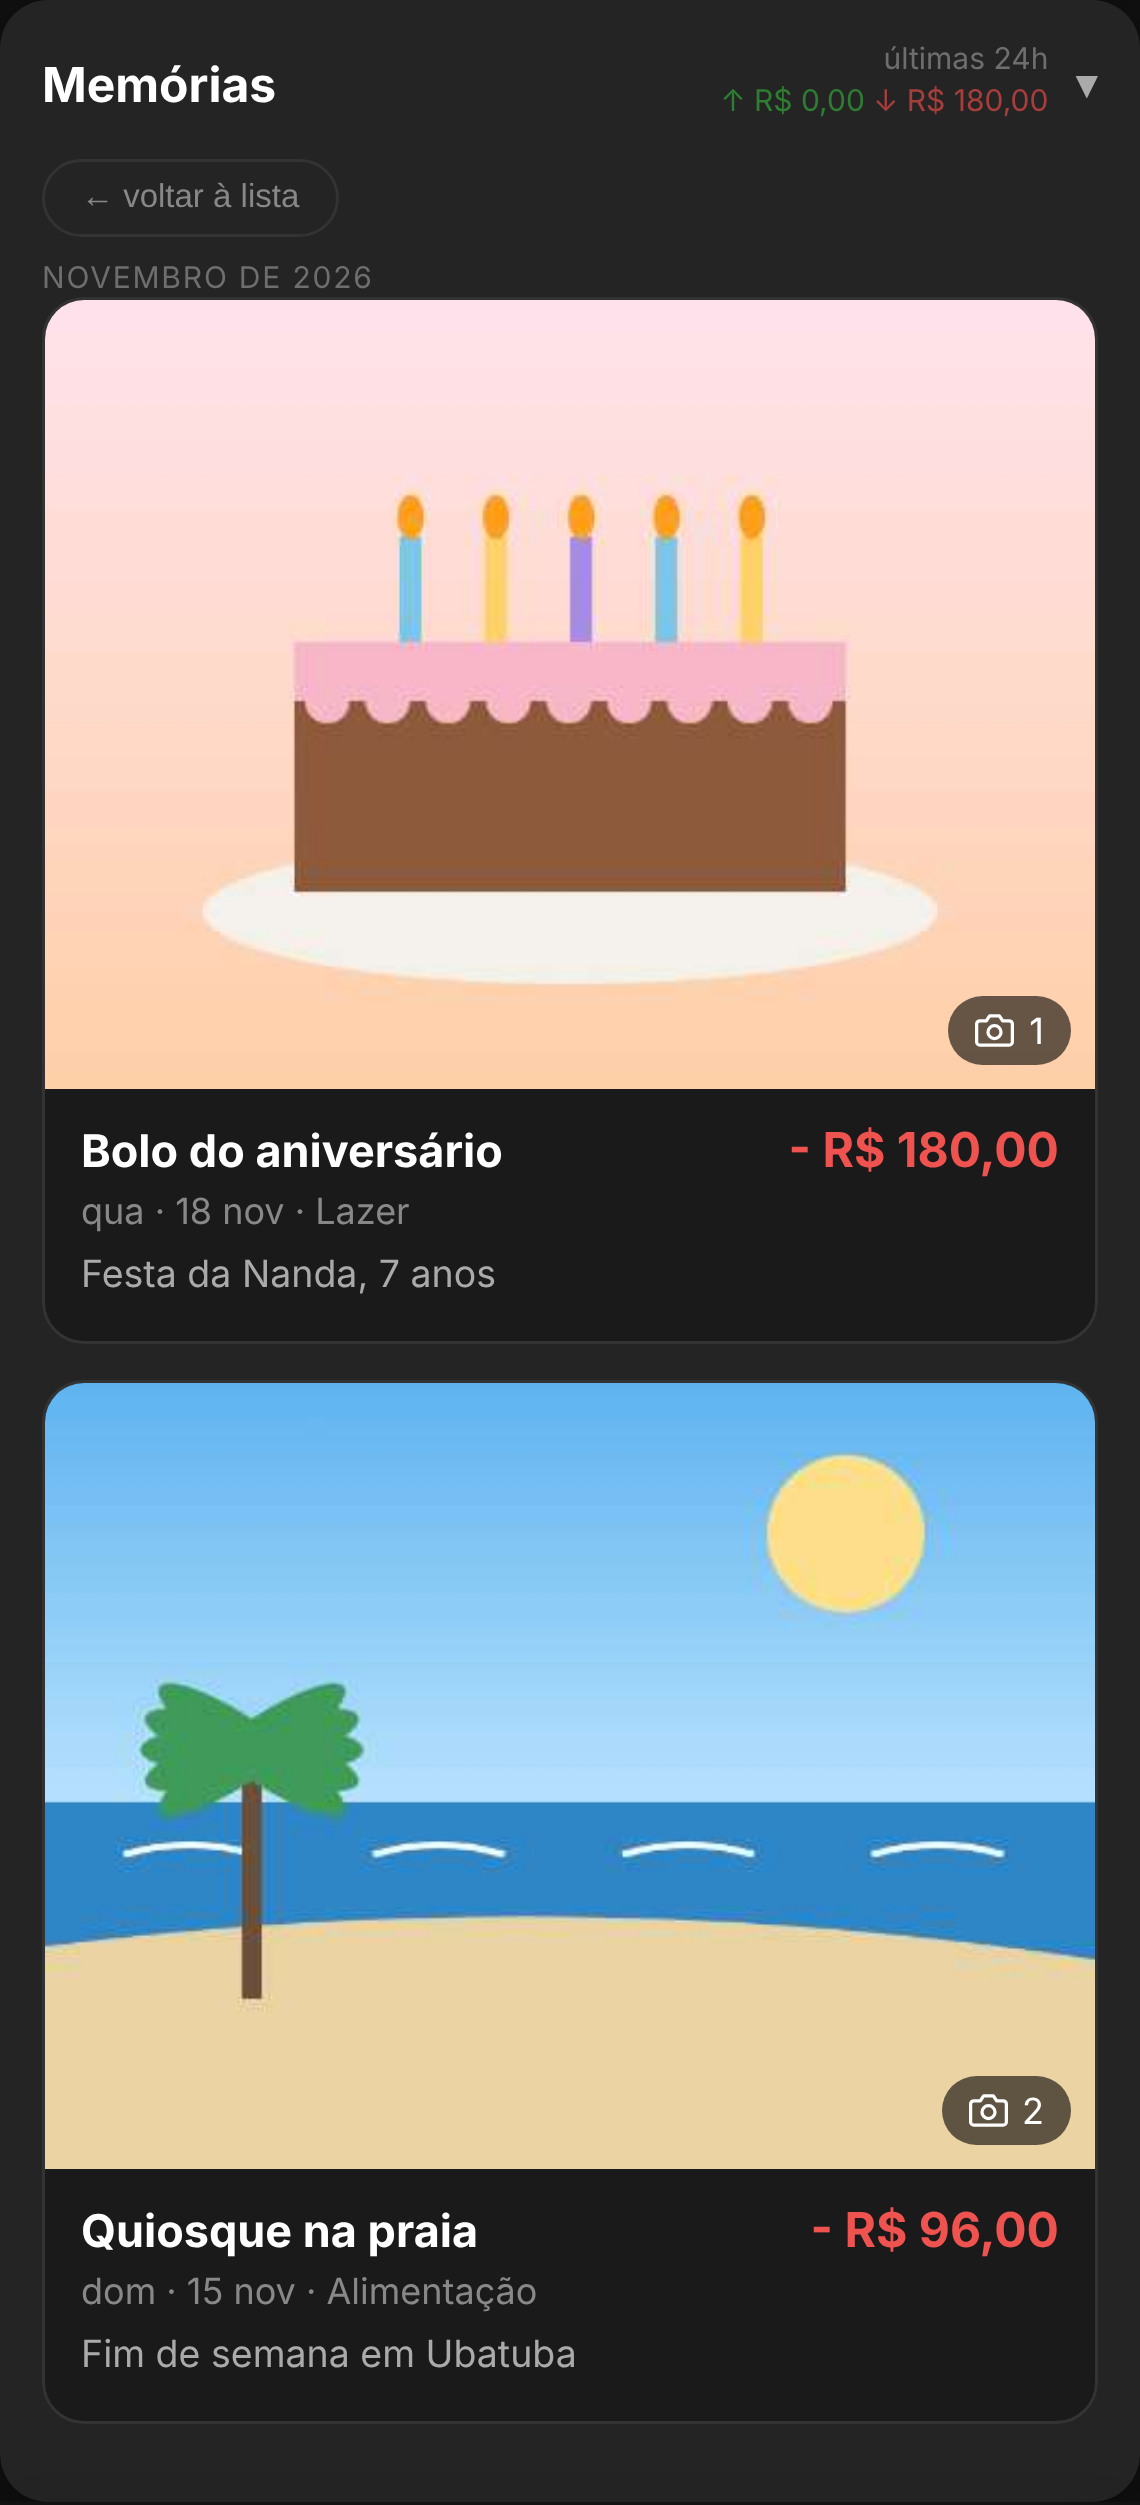 Memórias
últimas 24h
↑ R$ 0,00 ↓ R$ 180,00 ▼
← voltar à lista
NOVEMBRO DE 2026
1
Bolo do aniversário
- R$ 180,00
qua · 18 nov · Lazer
Festa da Nanda, 7 anos
2
Quiosque na praia
- R$ 96,00
dom · 15 nov · Alimentação
Fim de semana em Ubatuba